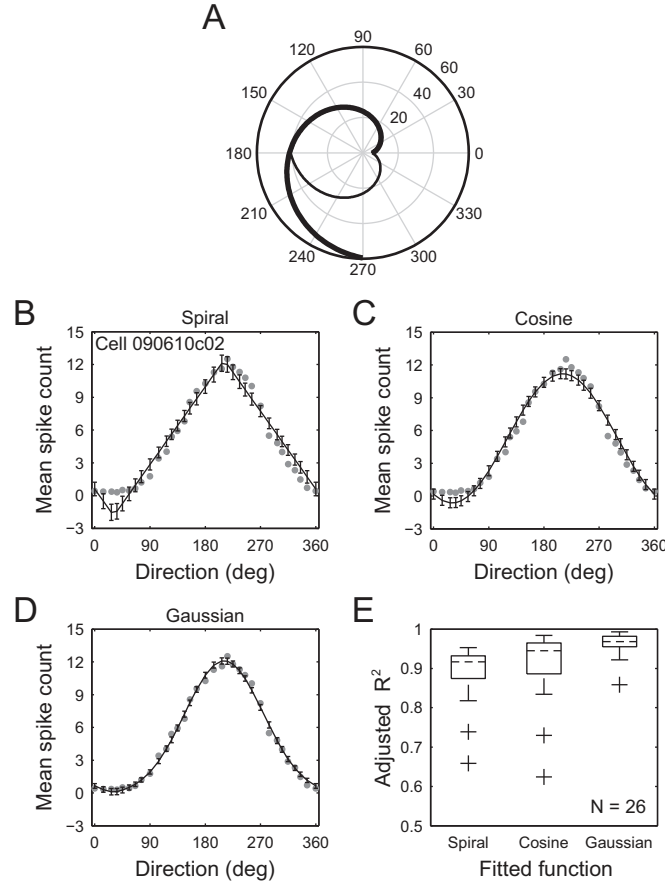 A
90
120
60
60
150
40
30
20
180
0
210
330
240
300
270
B
Spiral
Cell 090610c02
15
12
9
6
3
0
−3
Mean spike count
0
90
180
270
360
Direction (deg)
C
Cosine
15
12
9
6
3
0
−3
Mean spike count
0
90
180
270
360
Direction (deg)
D
Gaussian
15
12
9
6
3
0
−3
Mean spike count
0
90
180
270
360
Direction (deg)
E
1
0.9
0.8
0.7
0.6
0.5
Adjusted R²
N = 26
Spiral
Cosine
Gaussian
Fitted function